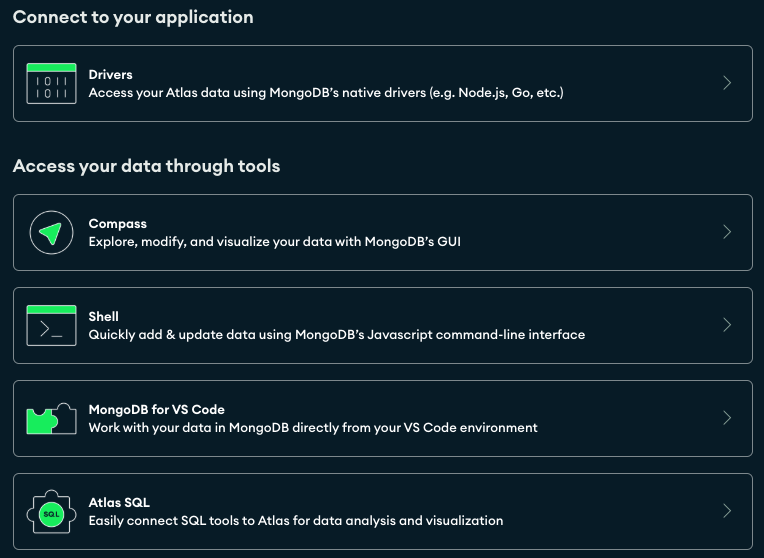 Connect to your application
IOII
IOII
Drivers
Access your Atlas data using MongoDB's native drivers (e.g. Node.js, Go, etc.)
Access your data through tools
Compass
Explore, modify, and visualize your data with MongoDB's GUI
Shell
Quickly add & update data using MongoDB's Javascript command-line interface
MongoDB for VS Code
Work with your data in MongoDB directly from your VS Code environment
SQL
Atlas SQL
Easily connect SQL tools to Atlas for data analysis and visualization